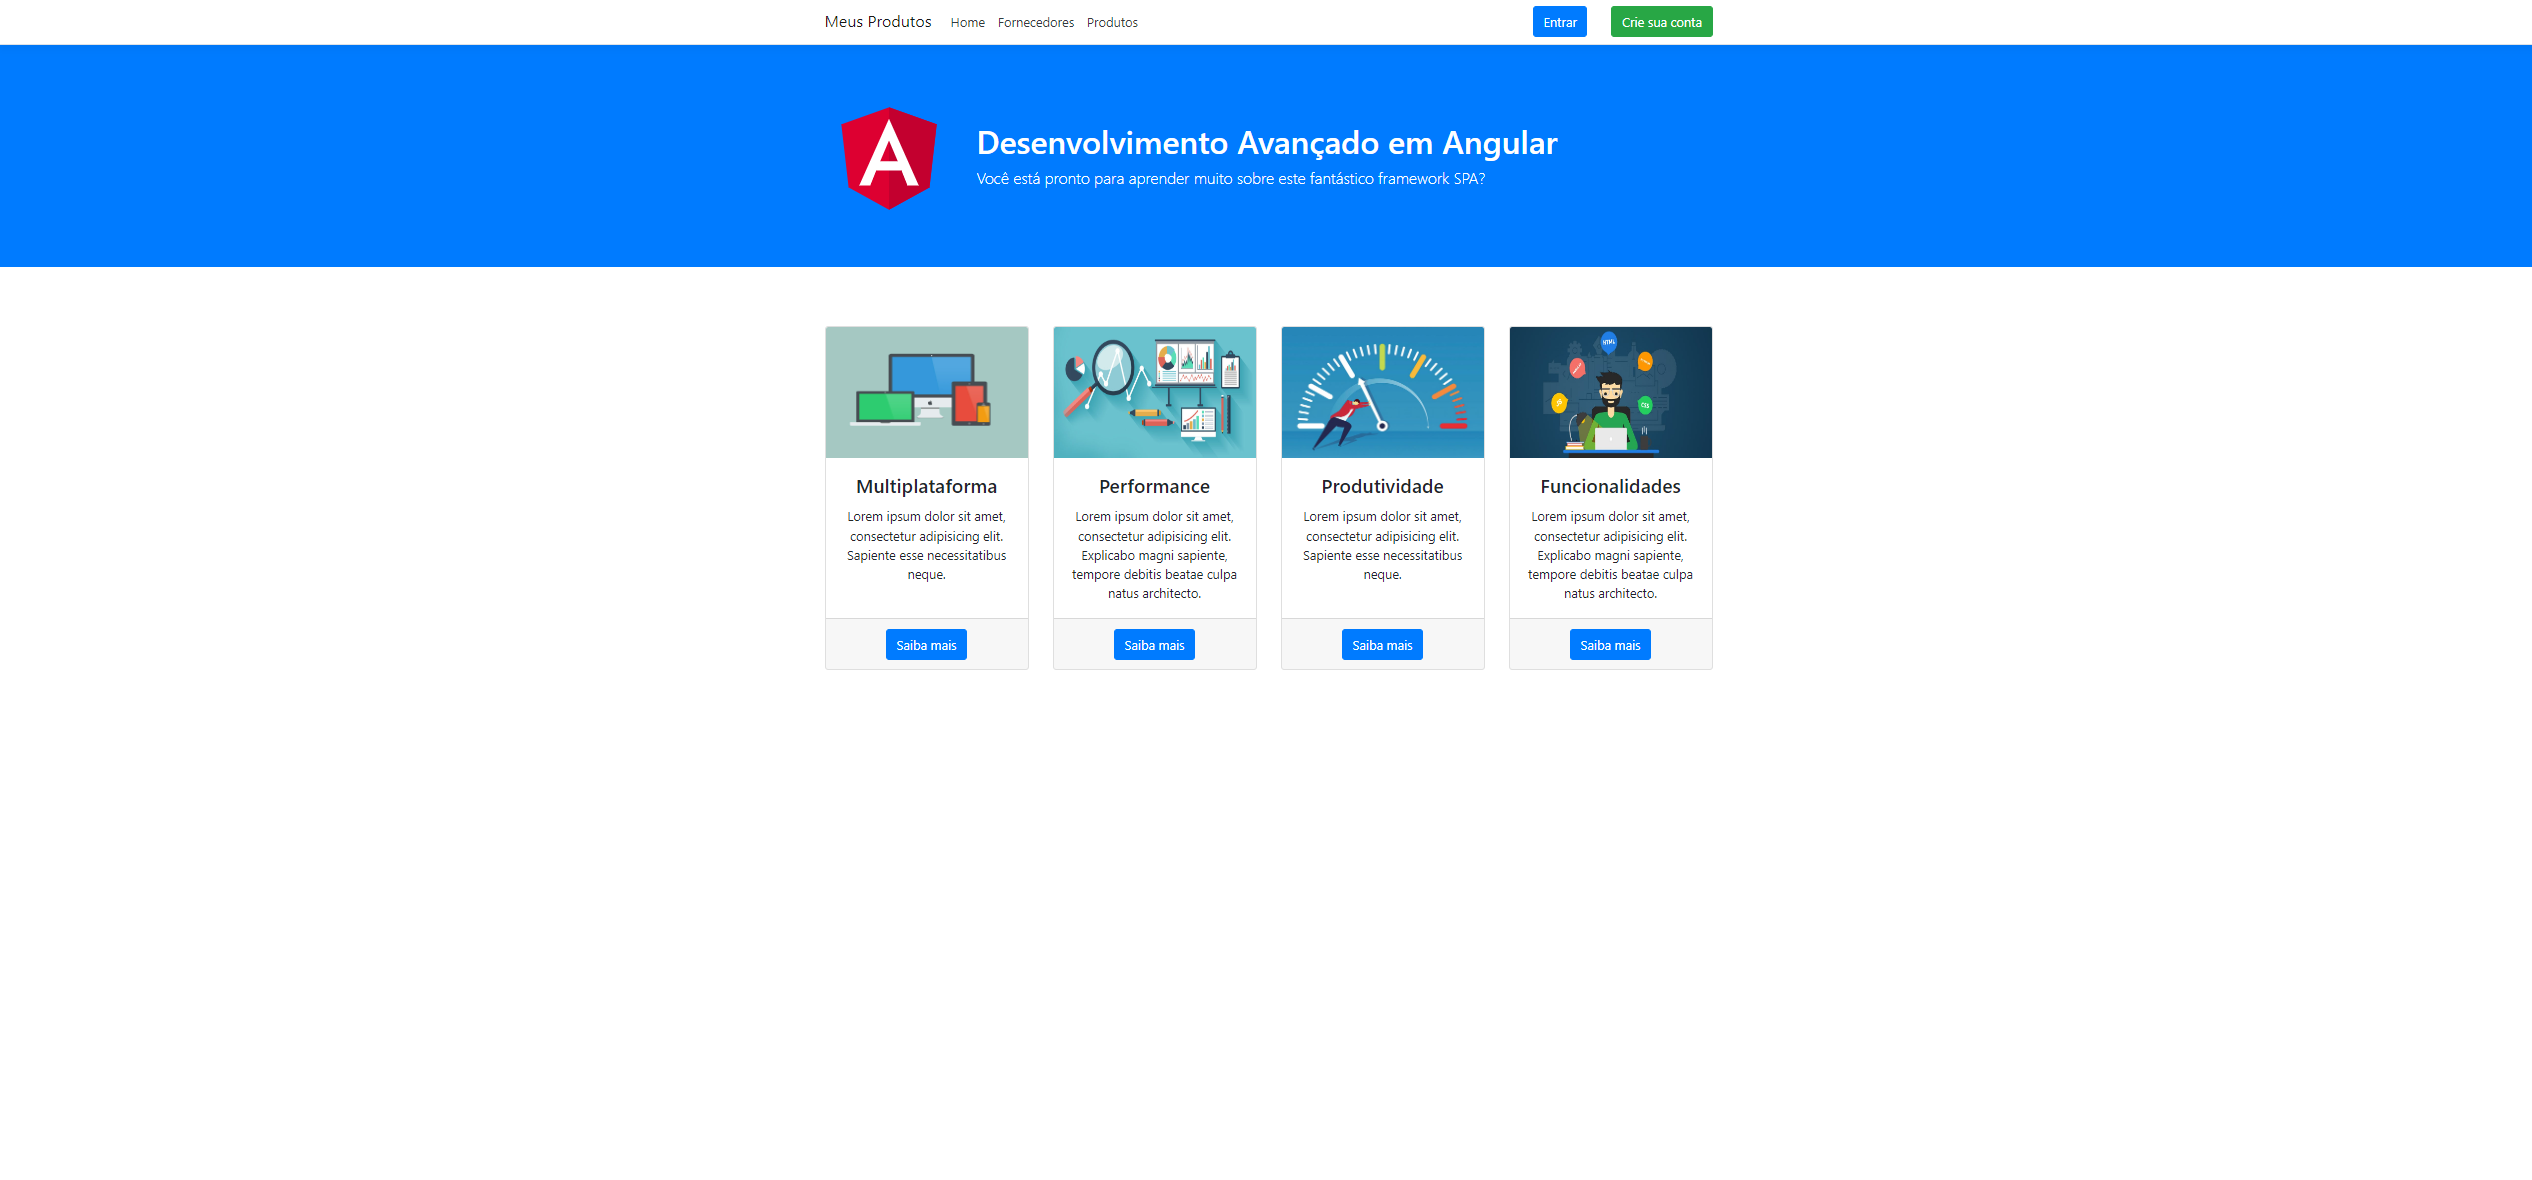 Meus Produtos Home Fornecedores Produtos Entrar Crie sua conta
A
Desenvolvimento Avançado em Angular
Você está pronto para aprender muito sobre este fantástico framework SPA?
HTML
CSS
Multiplataforma
Lorem ipsum dolor sit amet,
consectetur adipisicing elit.
Sapiente esse necessitatibus
neque.
Saiba mais
Performance
Lorem ipsum dolor sit amet,
consectetur adipisicing elit.
Explicabo magni sapiente,
tempore debitis beatae culpa
natus architecto.
Saiba mais
Produtividade
Lorem ipsum dolor sit amet,
consectetur adipisicing elit.
Sapiente esse necessitatibus
neque.
Saiba mais
Funcionalidades
Lorem ipsum dolor sit amet,
consectetur adipisicing elit.
Explicabo magni sapiente,
tempore debitis beatae culpa
natus architecto.
Saiba mais